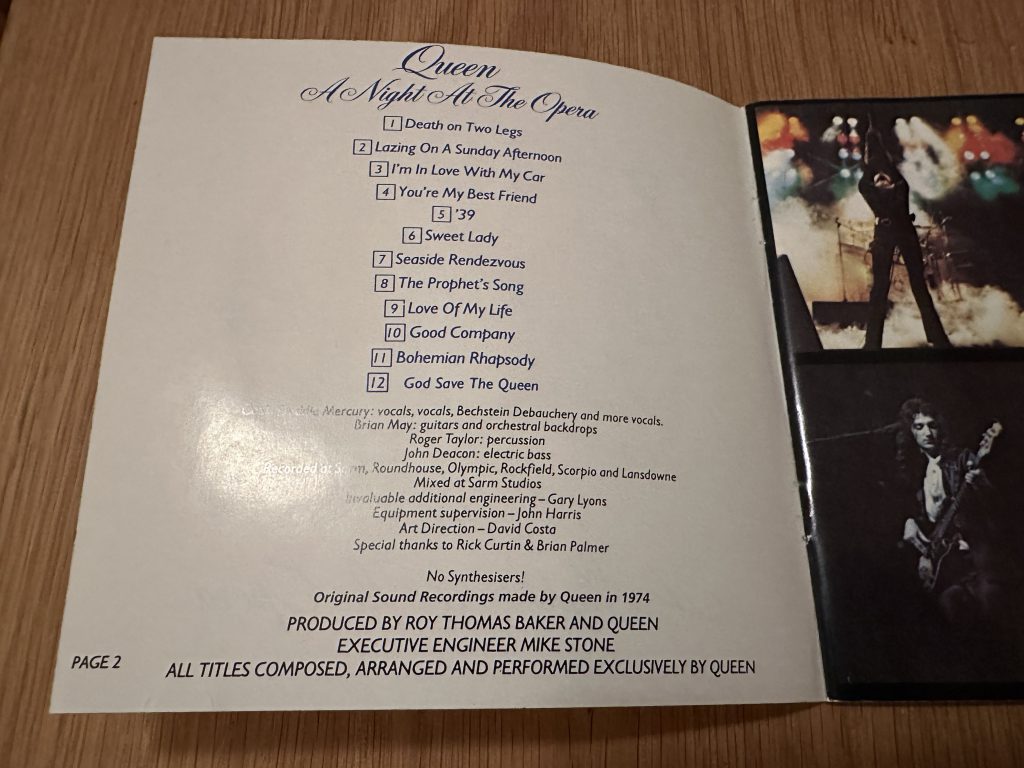 Queen
A Night At The Opera
1 Death on Two Legs
2 Lazing On A Sunday Afternoon
3 I'm In Love With My Car
4 You're My Best Friend
5 '39
6 Sweet Lady
7 Seaside Rendezvous
8 The Prophet's Song
9 Love Of My Life
10 Good Company
11 Bohemian Rhapsody
12 God Save The Queen
Mercury: vocals, vocals, Bechstein Debauchery and more vocals.
Brian May: guitars and orchestral backdrops
Roger Taylor: percussion
John Deacon: electric bass
Recorded at Sarm, Roundhouse, Olympic, Rockfield, Scorpio and Lansdowne
Mixed at Sarm Studios
Invaluable additional engineering – Gary Lyons
Equipment supervision – John Harris
Art Direction – David Costa
Special thanks to Rick Curtin & Brian Palmer
No Synthesisers!
Original Sound Recordings made by Queen in 1974
PRODUCED BY ROY THOMAS BAKER AND QUEEN
EXECUTIVE ENGINEER MIKE STONE
ALL TITLES COMPOSED, ARRANGED AND PERFORMED EXCLUSIVELY BY QUEEN
PAGE 2